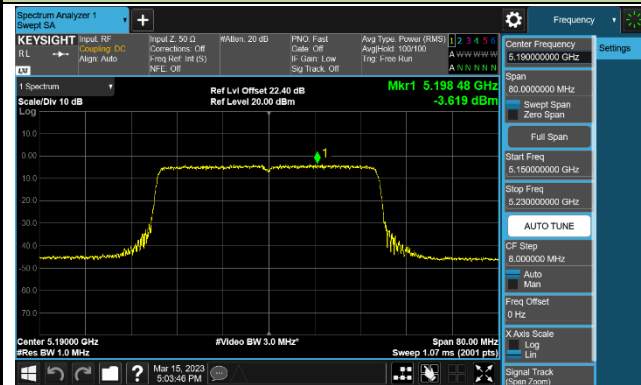 Spectrum Analyzer 1
Swept SA
+
Frequency
KEYSIGHT
RL
LXI
Input: RF
Coupling: DC
Align: Auto
Input Z: 50 Ω
Corrections: Off
Freq Ref: Int (S)
NFE: Off
#Atten: 20 dB
PNO: Fast
Gate: Off
IF Gain: Low
Sig Track: Off
Avg Type: Power (RMS)
Avg|Hold: 100/100
Trig: Free Run
1 2 3 4 5 6
A W W W W W
A N N N N N
1 Spectrum
Scale/Div 10 dB
Log
Ref Lvl Offset 22.40 dB
Ref Level 20.00 dBm
Mkr1 5.198 48 GHz
-3.619 dBm
1
10.0
0.00
10.0
20.0
30.0
40.0
50.0
60.0
70.0
Center 5.19000 GHz
#Res BW 1.0 MHz
#Video BW 3.0 MHz*
Span 80.00 MHz
Sweep 1.07 ms (2001 pts)
Mar 15, 2023
5:03:46 PM
Center Frequency
5.190000000 GHz
Span
80.0000000 MHz
Swept Span
Zero Span
Full Span
Start Freq
5.150000000 GHz
Stop Freq
5.230000000 GHz
AUTO TUNE
CF Step
8.000000 MHz
Auto
Man
Freq Offset
0 Hz
X Axis Scale
Log
Lin
Signal Track
(Span Zoom)
Settings